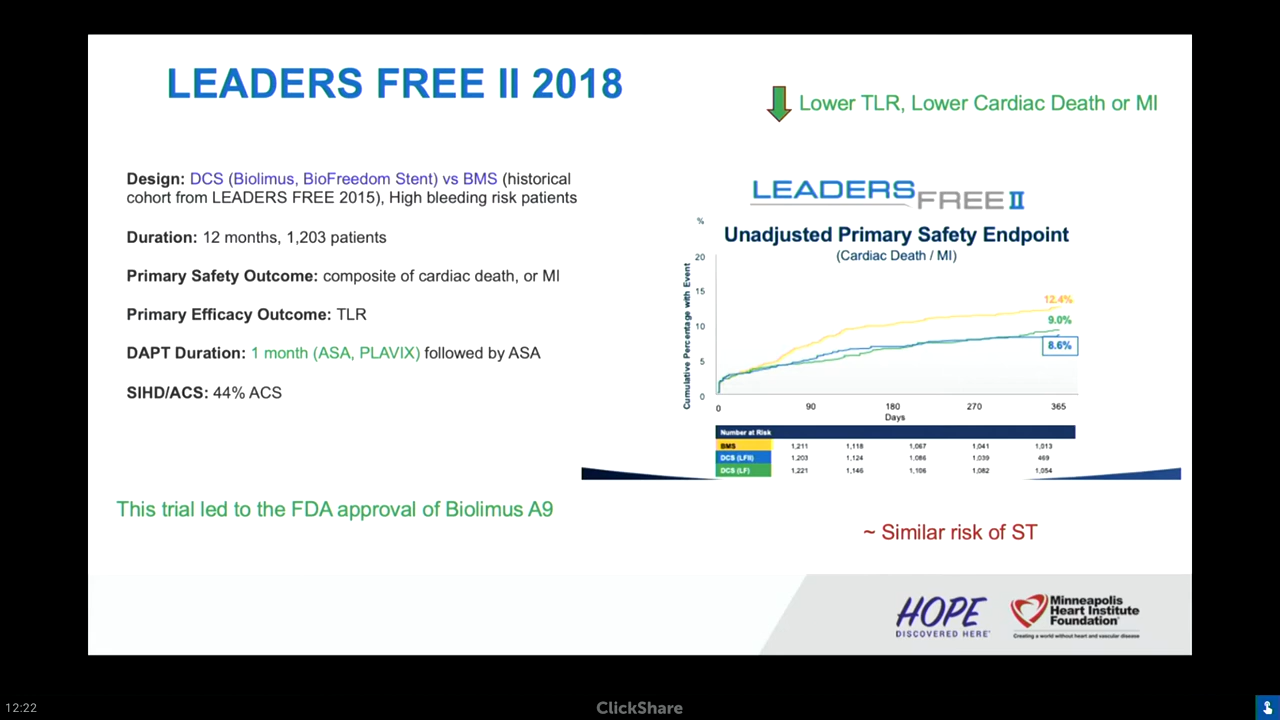 LEADERS FREE II 2018
Lower TLR, Lower Cardiac Death or MI
Design: DCS (Biolimus, BioFreedom Stent) vs BMS (historical
cohort from LEADERS FREE 2015), High bleeding risk patients
Duration: 12 months, 1,203 patients
Primary Safety Outcome: composite of cardiac death, or MI
Primary Efficacy Outcome: TLR
DAPT Duration: 1 month (ASA, PLAVIX) followed by ASA
SIHD/ACS: 44% ACS
This trial led to the FDA approval of Biolimus A9
LEADERS FREE II
%
Unadjusted Primary Safety Endpoint
(Cardiac Death / MI)
Cumulative Percentage with Event
20
15
10
5
0
12.4%
9.0%
8.6%
0 90 180 270 365
Days
Number at Risk
BMS 1,211 1,118 1,067 1,041 1,013
DCS (LFII) 1,203 1,124 1,086 1,039 469
DCS (LF) 1,221 1,146 1,106 1,082 1,054
~ Similar risk of ST
HOPE
DISCOVERED HERE
Minneapolis
Heart Institute
Foundation
Creating a world without heart and vascular disease
12:22
ClickShare